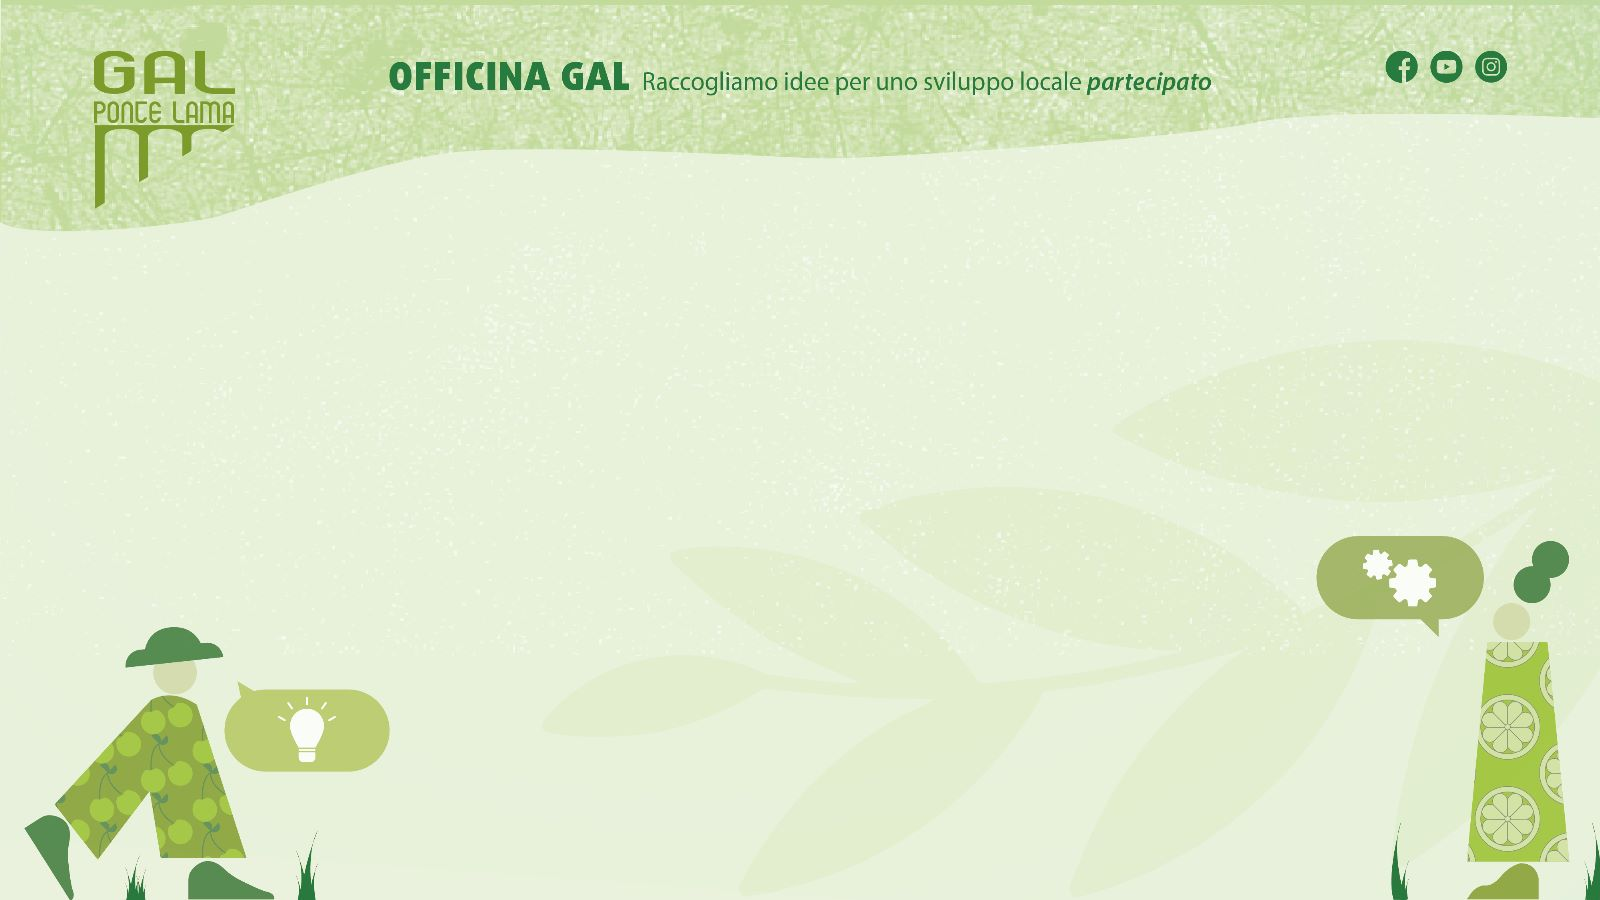 GAL
PONTE LAMA
OFFICINA GAL Raccogliamo idee per uno sviluppo locale partecipato